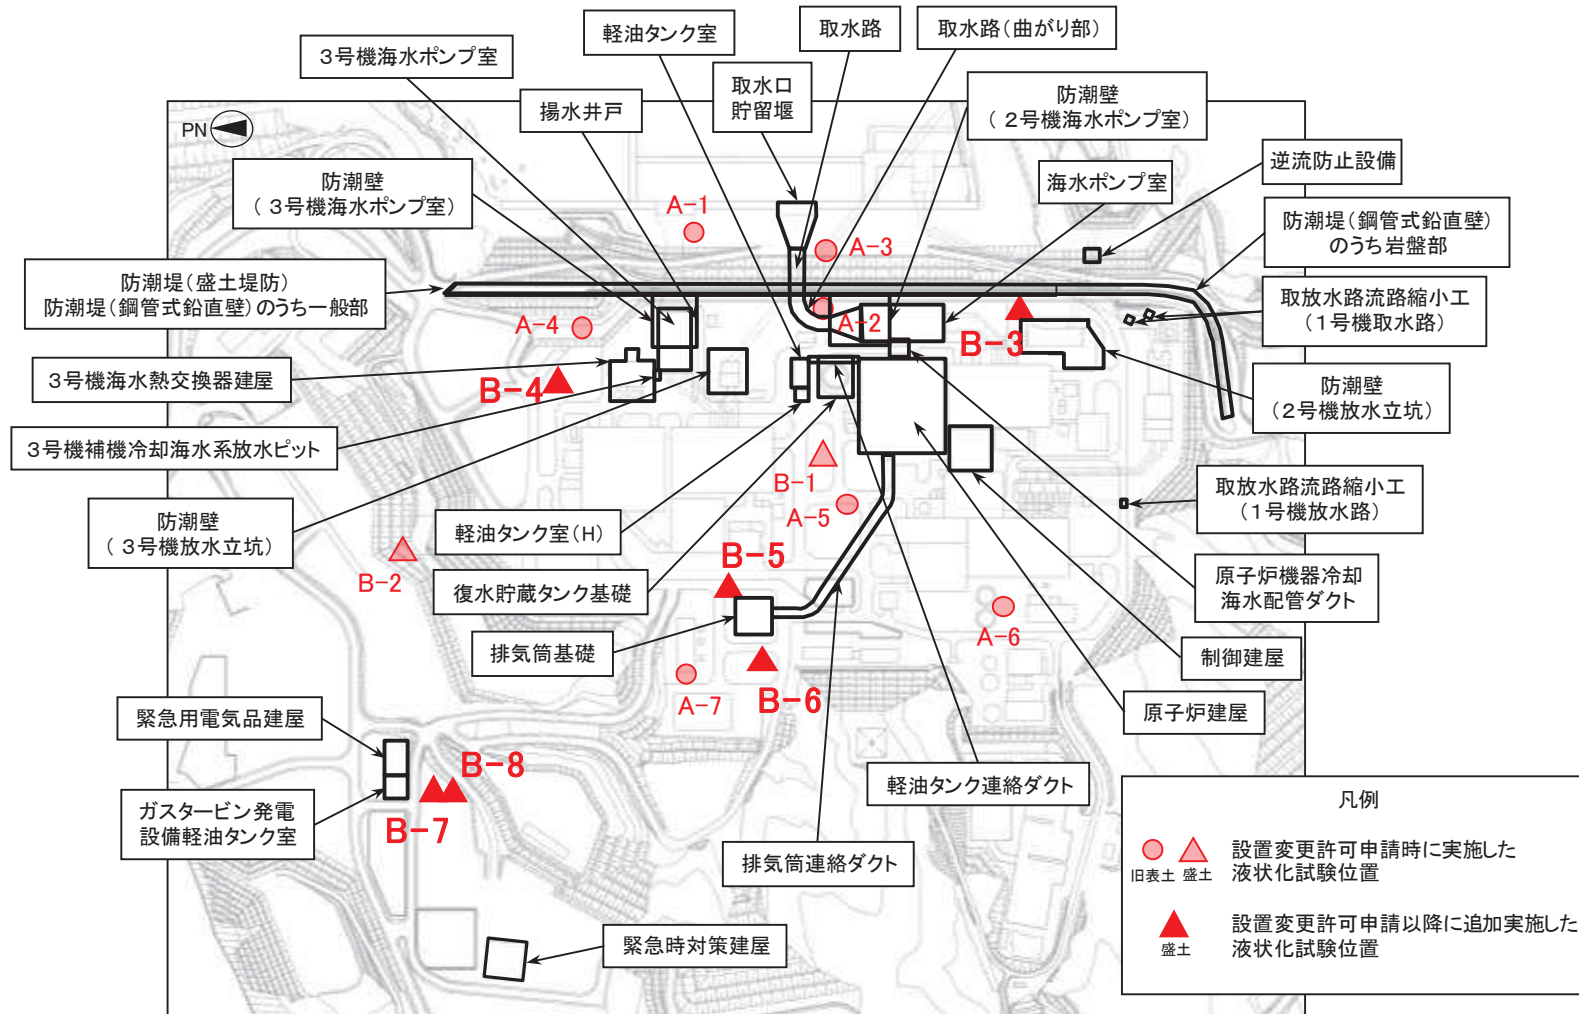 軽油タンク室
取水路
取水路(曲がり部)
3号機海水ポンプ室
取水口
貯留堰
防潮壁
(2号機海水ポンプ室)
揚水井戸
PN
逆流防止設備
海水ポンプ室
防潮壁
(3号機海水ポンプ室)
A-1
A-3
防潮堤(鋼管式鉛直壁)
のうち岩盤部
防潮堤(盛土堤防)
防潮堤(鋼管式鉛直壁)のうち一般部
取放水路流路縮小工
(1号機取水路)
A-4
A-2
B-3
3号機海水熱交換器建屋
B-4
防潮壁
(2号機放水立坑)
3号機補機冷却海水系放水ピット
B-1
取放水路流路縮小工
(1号機放水路)
A-5
防潮壁
(3号機放水立坑)
軽油タンク室(H)
B-5
B-2
復水貯蔵タンク基礎
原子炉機器冷却
海水配管ダクト
A-6
排気筒基礎
制御建屋
A-7
B-6
緊急用電気品建屋
原子炉建屋
B-8
軽油タンク連絡ダクト
ガスタービン発電
設備軽油タンク室
B-7
排気筒連絡ダクト
緊急時対策建屋
凡例
旧表土 盛土
設置変更許可申請時に実施した
液状化試験位置
盛土
設置変更許可申請以降に追加実施した
液状化試験位置